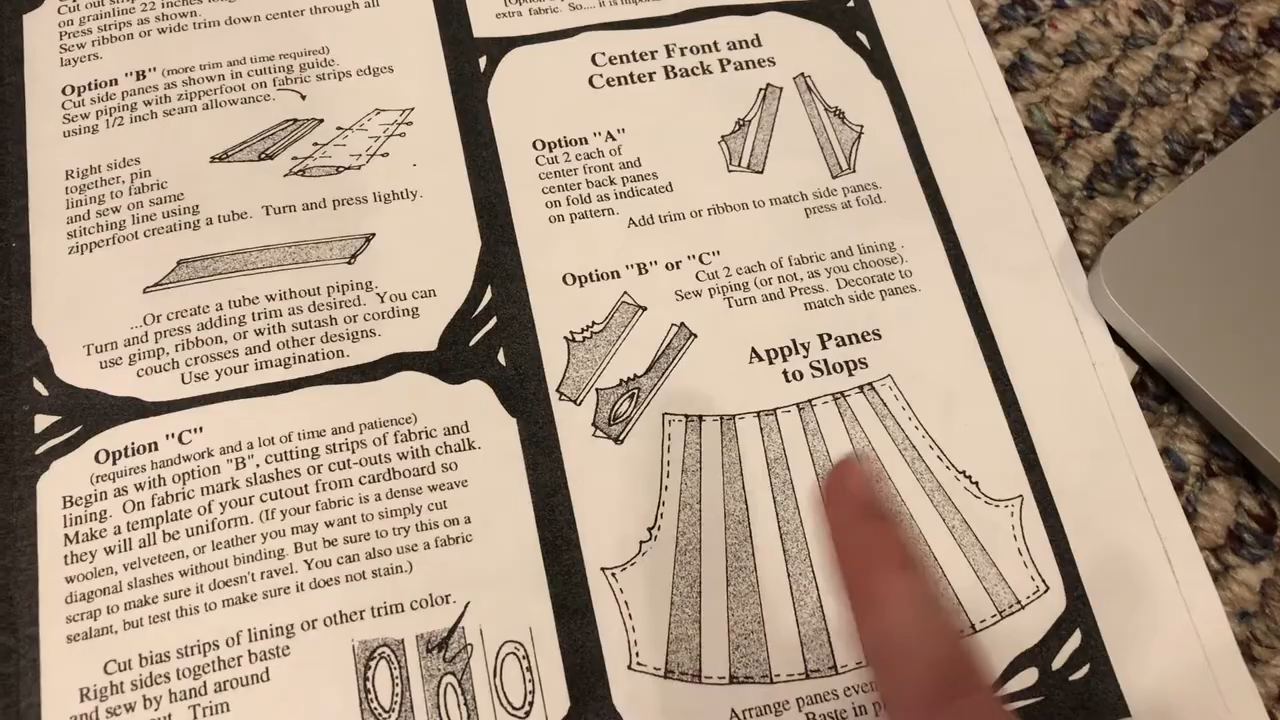 Cut out strip
on grainline 22 inches
Press strips as shown.
Sew ribbon or wide trim down center through all
layers.
Option "B" (more trim and time required)
Cut side panes as shown in cutting guide.
Sew piping with zipperfoot on fabric strips edges
using 1/2 inch seam allowance.
Right sides
together, pin
lining to fabric
and sew on same
stitching line using
zipperfoot creating a tube. Turn and press lightly.
...Or create a tube without piping.
Turn and press adding trim as desired. You can
use gimp, ribbon, or with sutash or cording
couch crosses and other designs.
Use your imagination.
Option "C"
(requires handwork and a lot of time and patience)
Begin as with option "B", cutting strips of fabric and
lining. On fabric mark slashes or cut-outs with chalk.
Make a template of your cutout from cardboard so
they will all be uniform. (If your fabric is a dense weave
woolen, velveteen, or leather you may want to simply cut
diagonal slashes without binding. But be sure to try this on a
scrap to make sure it doesn't ravel. You can also use a fabric
sealant, but test this to make sure it does not stain.)
Cut bias strips of lining or other trim color.
Right sides together baste
and sew by hand around
Trim
extra fabric. So.... it is
Center Front and
Center Back Panes
Option "A"
Cut 2 each of
center front and
center back panes
on fold as indicated
on pattern.
Add trim or ribbon to match side panes.
press at fold.
Option "B" or "C"
Cut 2 each of fabric and lining.
Sew piping (or not, as you choose).
Turn and Press. Decorate to
match side panes.
Apply Panes
to Slops
Arrange panes
Baste in